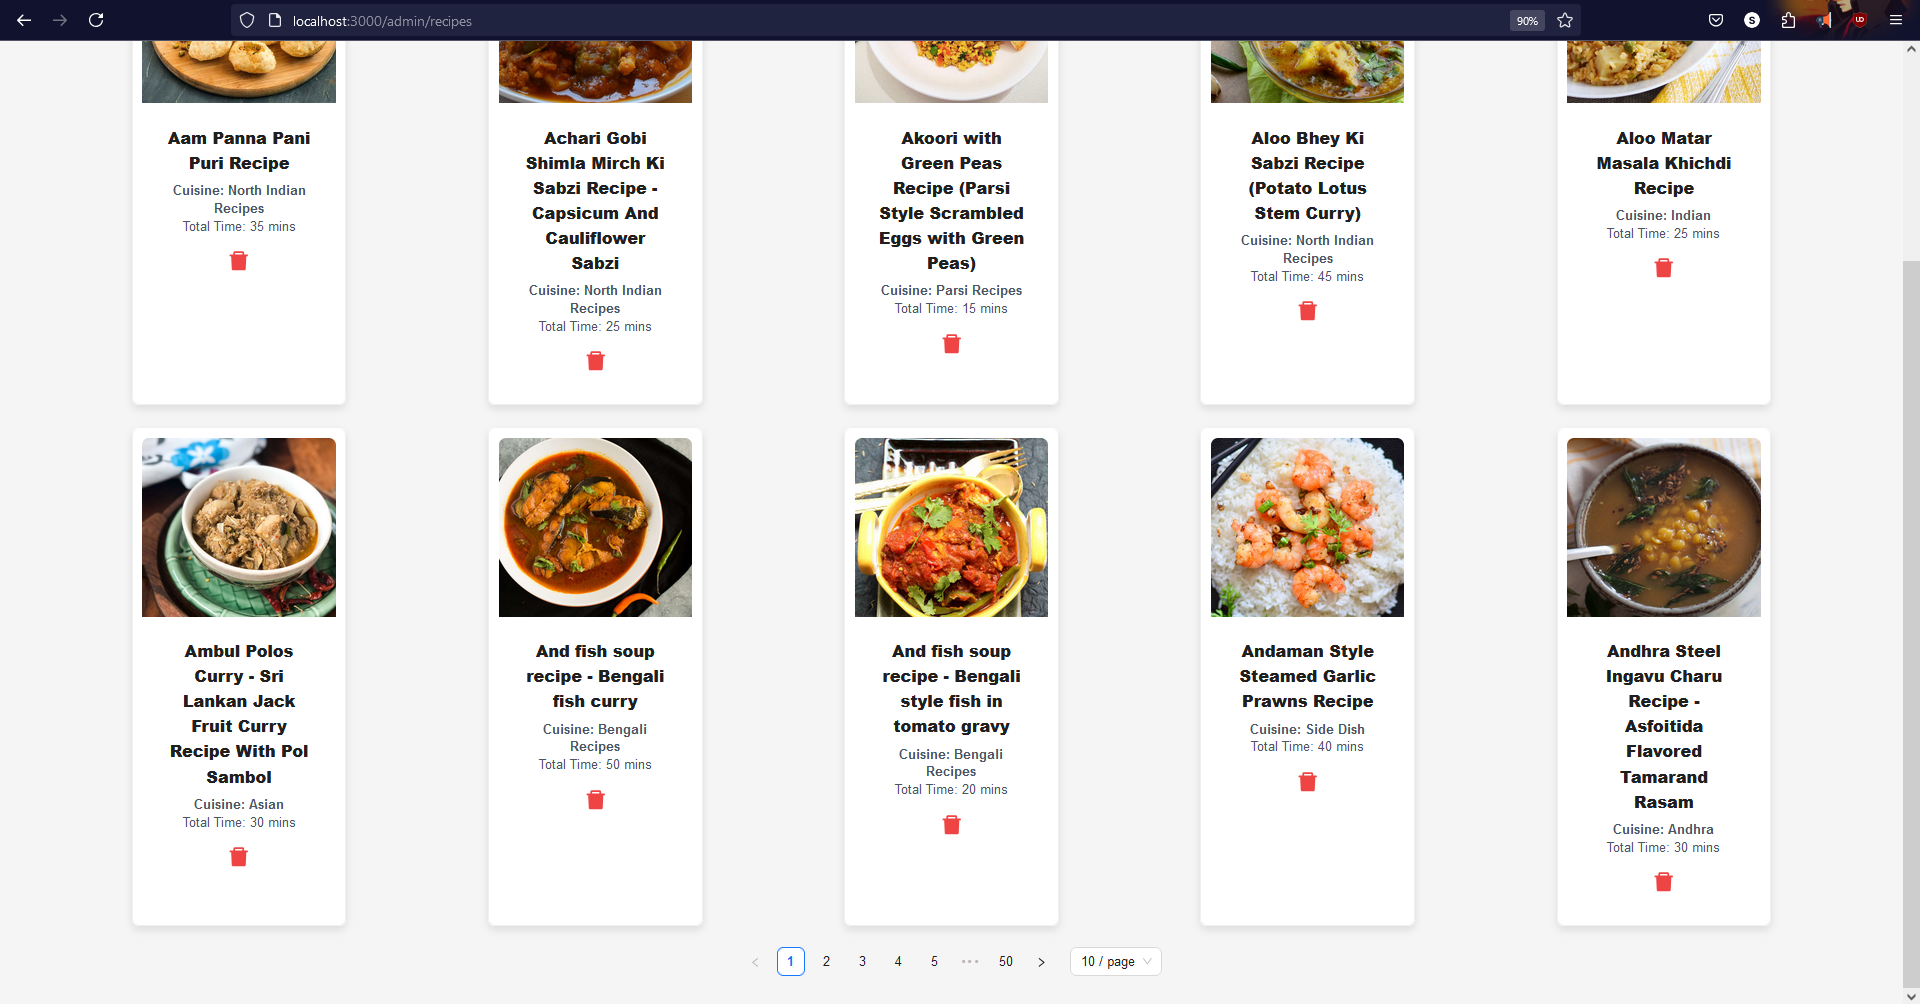 localhost:3000/admin/recipes
90%
Aam Panna Pani
Puri Recipe
Cuisine: North Indian
Recipes
Total Time: 35 mins
Achari Gobi
Shimla Mirch Ki
Sabzi Recipe -
Capsicum And
Cauliflower
Sabzi
Cuisine: North Indian
Recipes
Total Time: 25 mins
Akoori with
Green Peas
Recipe (Parsi
Style Scrambled
Eggs with Green
Peas)
Cuisine: Parsi Recipes
Total Time: 15 mins
Aloo Bhey Ki
Sabzi Recipe
(Potato Lotus
Stem Curry)
Cuisine: North Indian
Recipes
Total Time: 45 mins
Aloo Matar
Masala Khichdi
Recipe
Cuisine: Indian
Total Time: 25 mins
Ambul Polos
Curry - Sri
Lankan Jack
Fruit Curry
Recipe With Pol
Sambol
Cuisine: Asian
Total Time: 30 mins
And fish soup
recipe - Bengali
fish curry
Cuisine: Bengali
Recipes
Total Time: 50 mins
And fish soup
recipe - Bengali
style fish in
tomato gravy
Cuisine: Bengali
Recipes
Total Time: 20 mins
Andaman Style
Steamed Garlic
Prawns Recipe
Cuisine: Side Dish
Total Time: 40 mins
Andhra Steel
Ingavu Charu
Recipe -
Asfoitida
Flavored
Tamarand
Rasam
Cuisine: Andhra
Total Time: 30 mins
1 2 3 4 5 ••• 50 10 / page